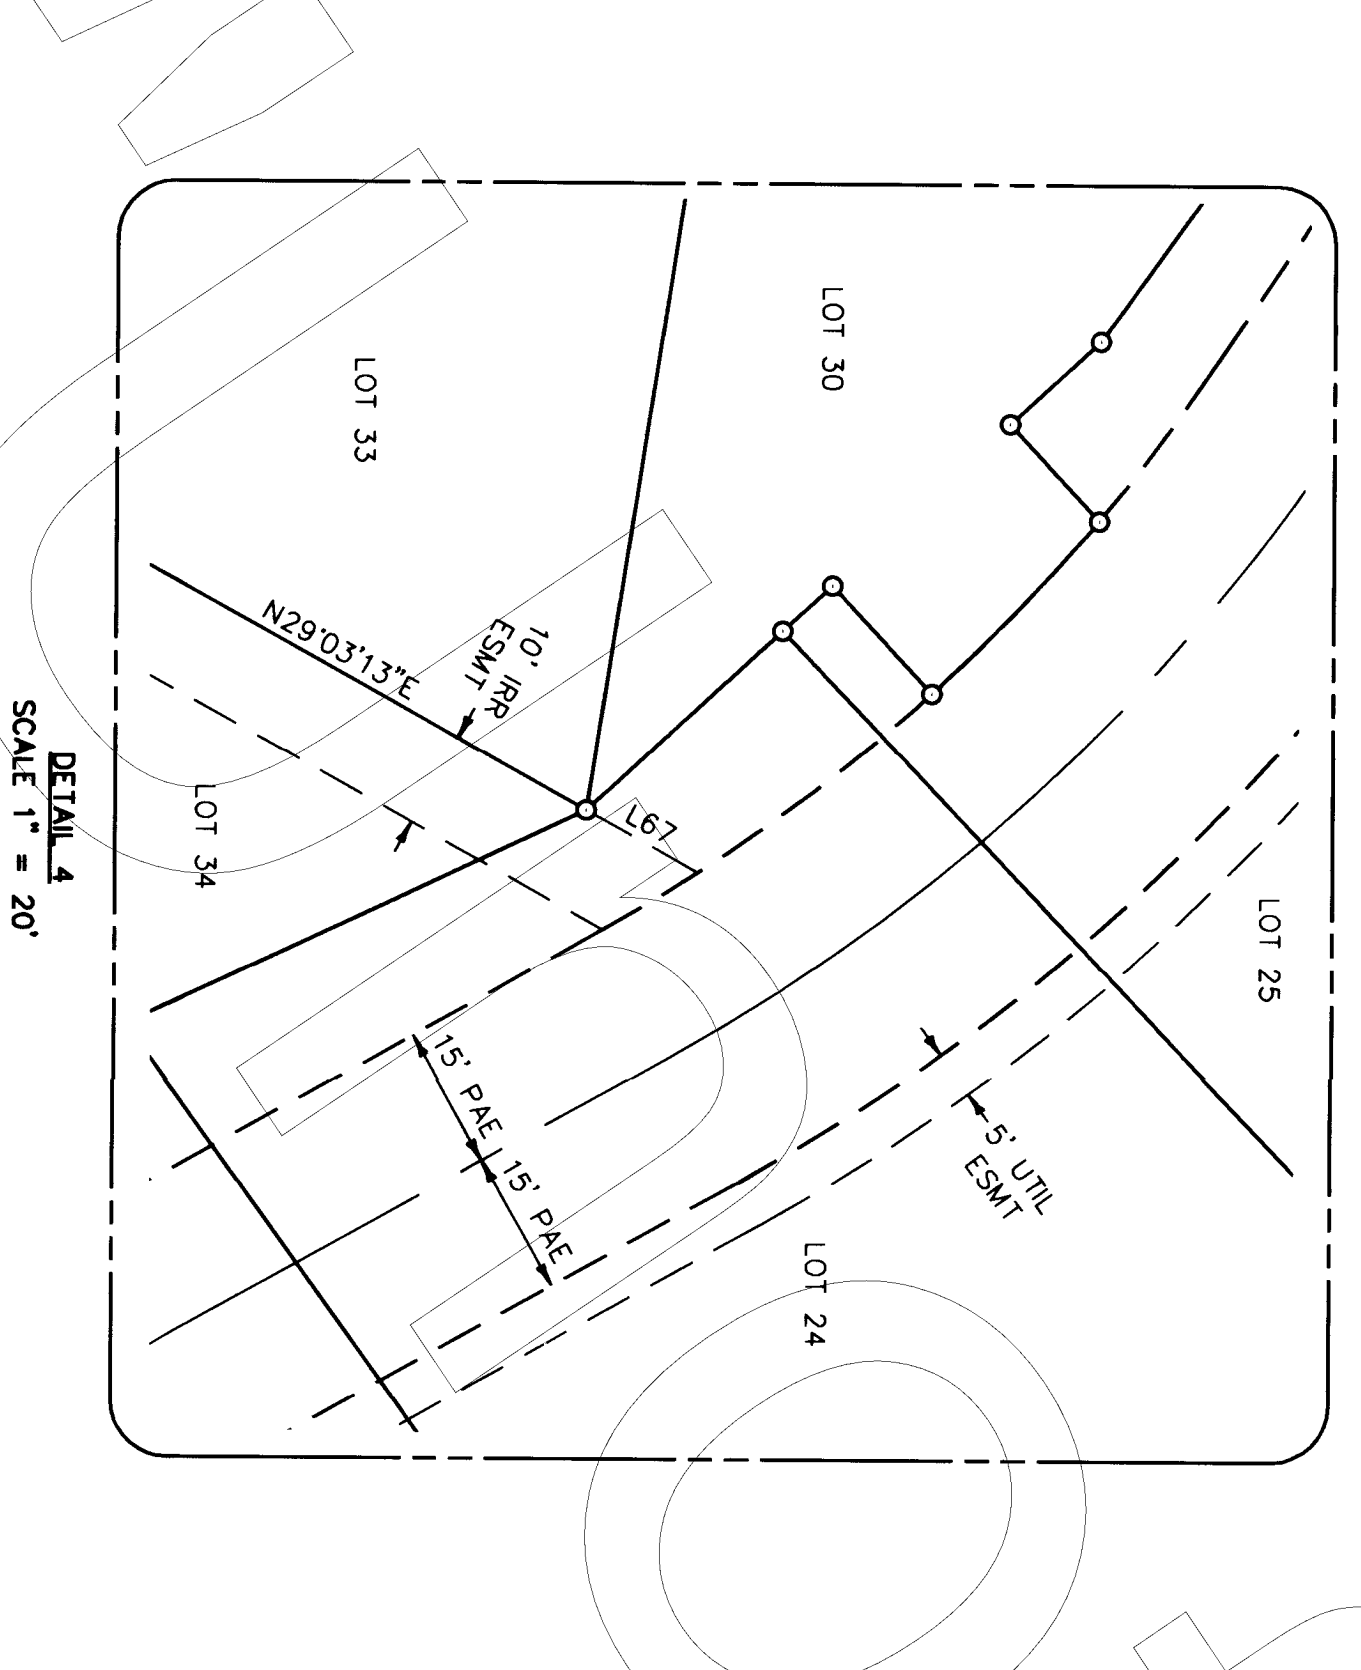 LOT 25
LOT 30
LOT 24
5' UTIL
ESMT
L67
10' IRR
ESMT
LOT 33
N29°03'13"E
15' PAE
15' PAE
LOT 34
DETAIL 4
SCALE 1" = 20'